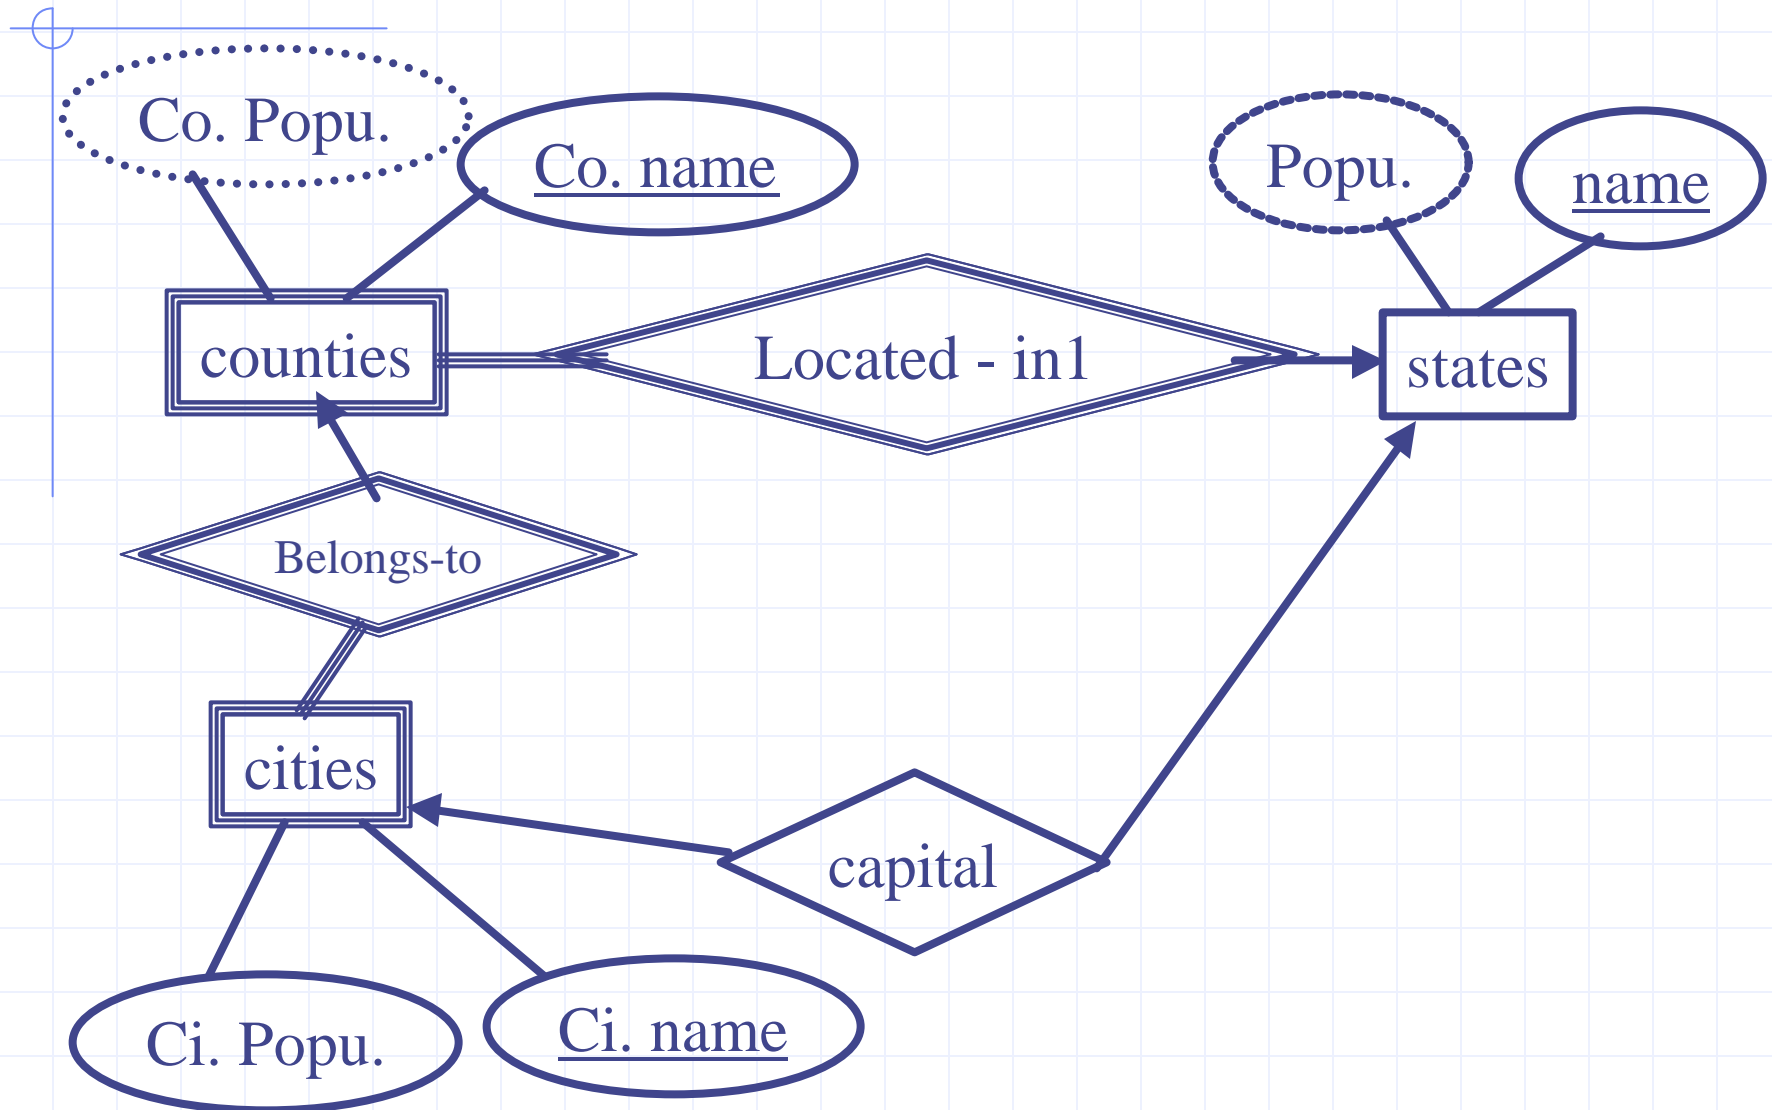 Co. Popu.
Co. name
Popu.
name
counties
Located - in1
states
Belongs-to
cities
capital
Ci. Popu.
Ci. name